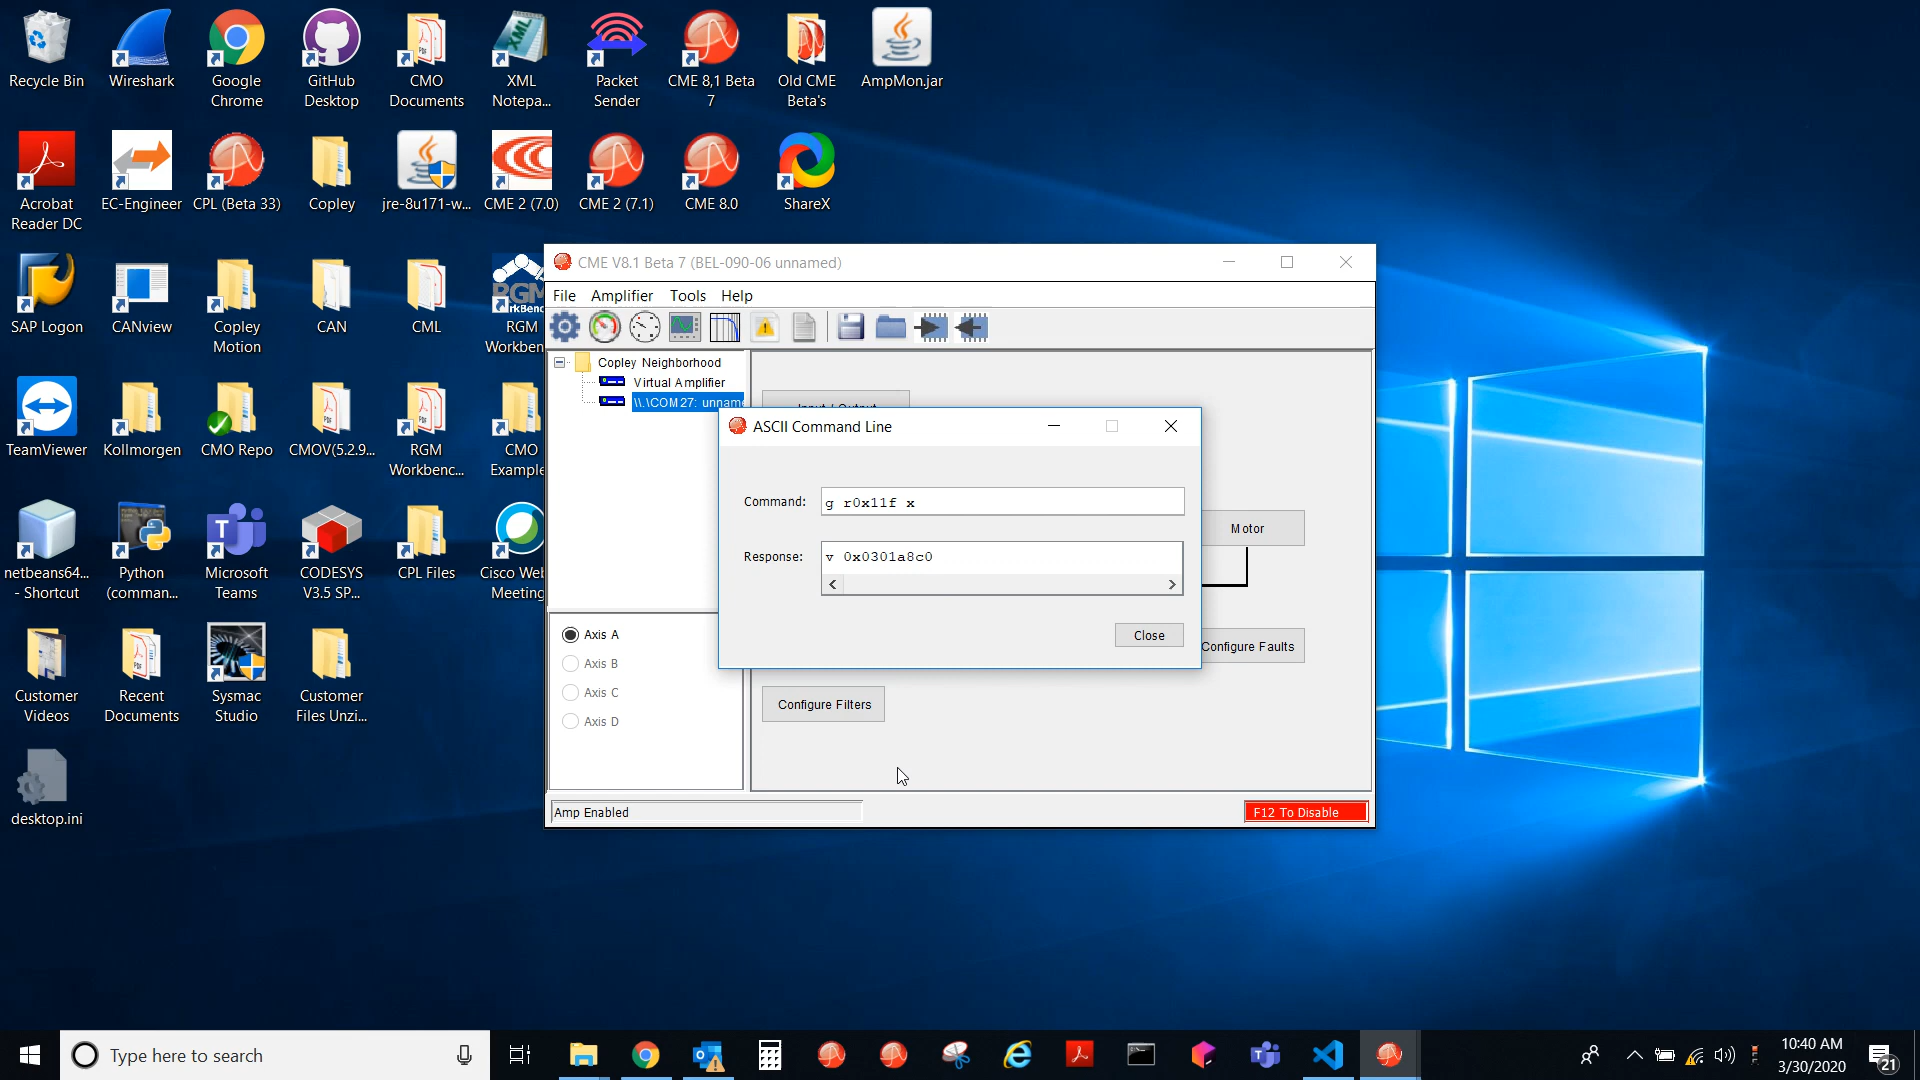 Recycle Bin
Wireshark
Google
Chrome
GitHub
Desktop
CMO
Documents
XML
Notepa...
Packet
Sender
CME 8,1 Beta
7
Old CME
Beta's
AmpMon.jar
Acrobat
Reader DC
EC-Engineer
CPL (Beta 33)
Copley
jre-8u171-w...
CME 2 (7.0)
CME 2 (7.1)
CME 8.0
ShareX
SAP Logon
CANview
Copley
Motion
CAN
CML
RGM
Workben
TeamViewer
Kollmorgen
CMO Repo
CMOV(5.2.9...
RGM
Workbenc...
CMO
Example
netbeans64...
- Shortcut
Python
(comman...
Microsoft
Teams
CODESYS
V3.5 SP...
CPL Files
Cisco We
Meeting
Customer
Videos
Recent
Documents
Sysmac
Studio
Customer
Files Unzi...
desktop.ini
CME V8.1 Beta 7 (BEL-090-06 unnamed)
File Amplifier Tools Help
Copley Neighborhood
Virtual Amplifier
\\.\COM27: unname
Input / Output
ASCII Command Line
Command: g r0x11f x
Response: v 0x0301a8c0
Close
Motor
Configure Faults
Configure Filters
Axis A
Axis B
Axis C
Axis D
Amp Enabled
F12 To Disable
Type here to search
10:40 AM
3/30/2020
21